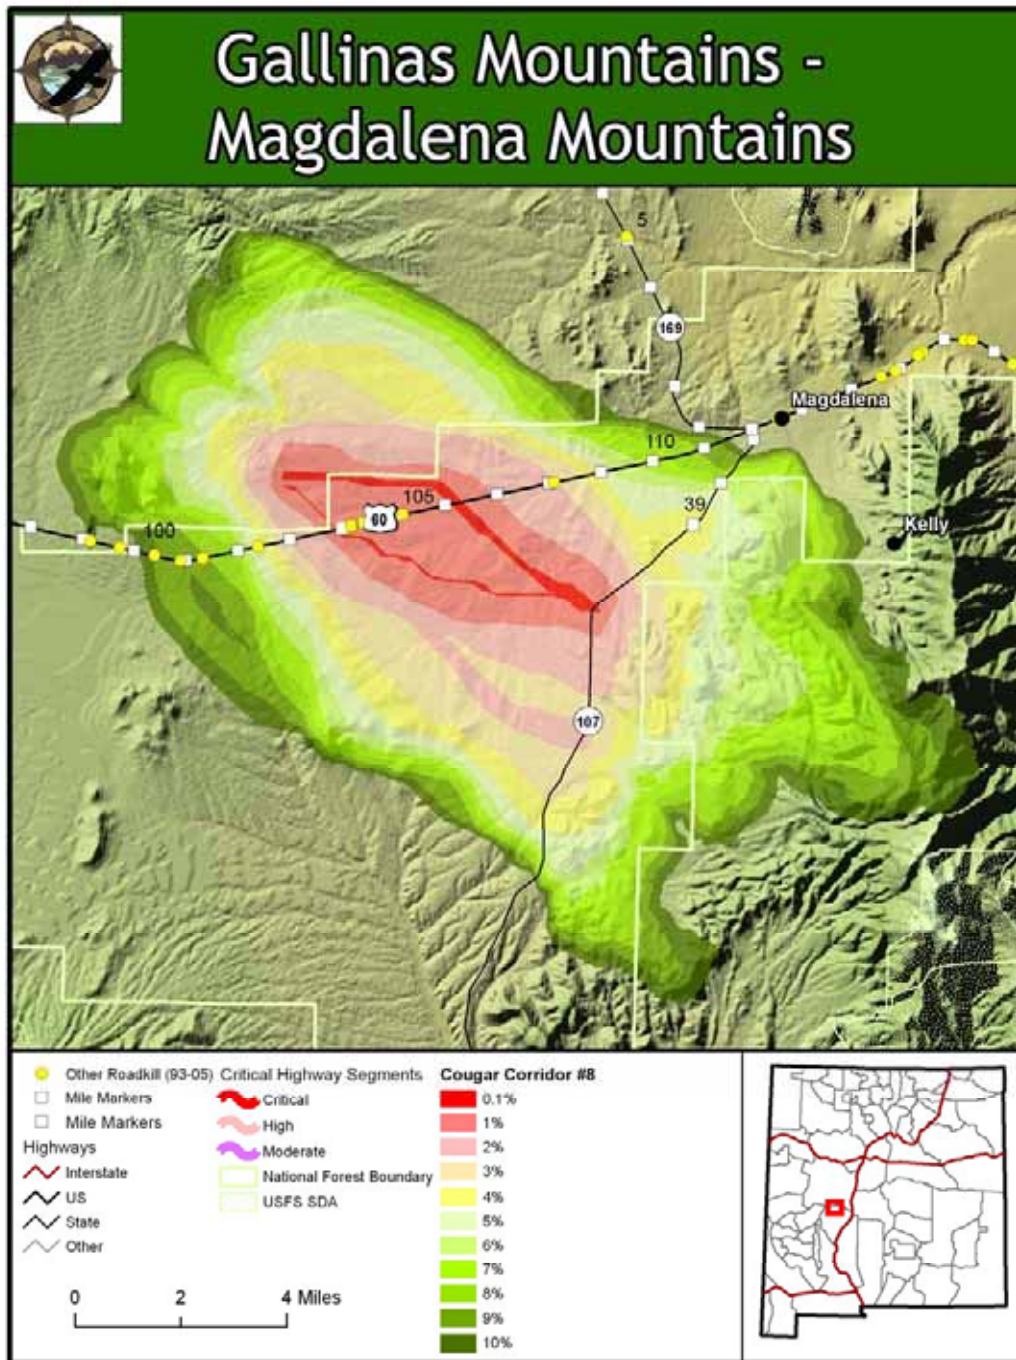 Gallinas Mountains -
Magdalena Mountains
5
169
Magdalena
110
105
60
100
39
Kelly
107
Other Roadkill (93-05)
Mile Markers
Mile Markers
Highways
Interstate
US
State
Other
0 2 4 Miles
Critical Highway Segments
Critical
High
Moderate
National Forest Boundary
USFS SDA
Cougar Corridor #8
0.1%
1%
2%
3%
4%
5%
6%
7%
8%
9%
10%